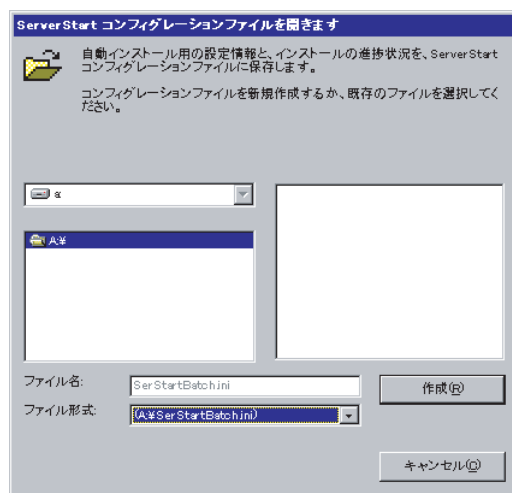 ServerStart コンフィグレーションファイルを開きます
自動インストール用の設定情報と、インストールの進捗状況を、ServerStart
コンフィグレーションファイルに保存します。
コンフィグレーションファイルを新規作成するか、既存のファイルを選択してく
ださい。
a:
A:¥
ファイル名:
SerStartBatch.ini
作成(R)
ファイル形式:
(A:¥SerStartBatch.ini)
キャンセル(C)